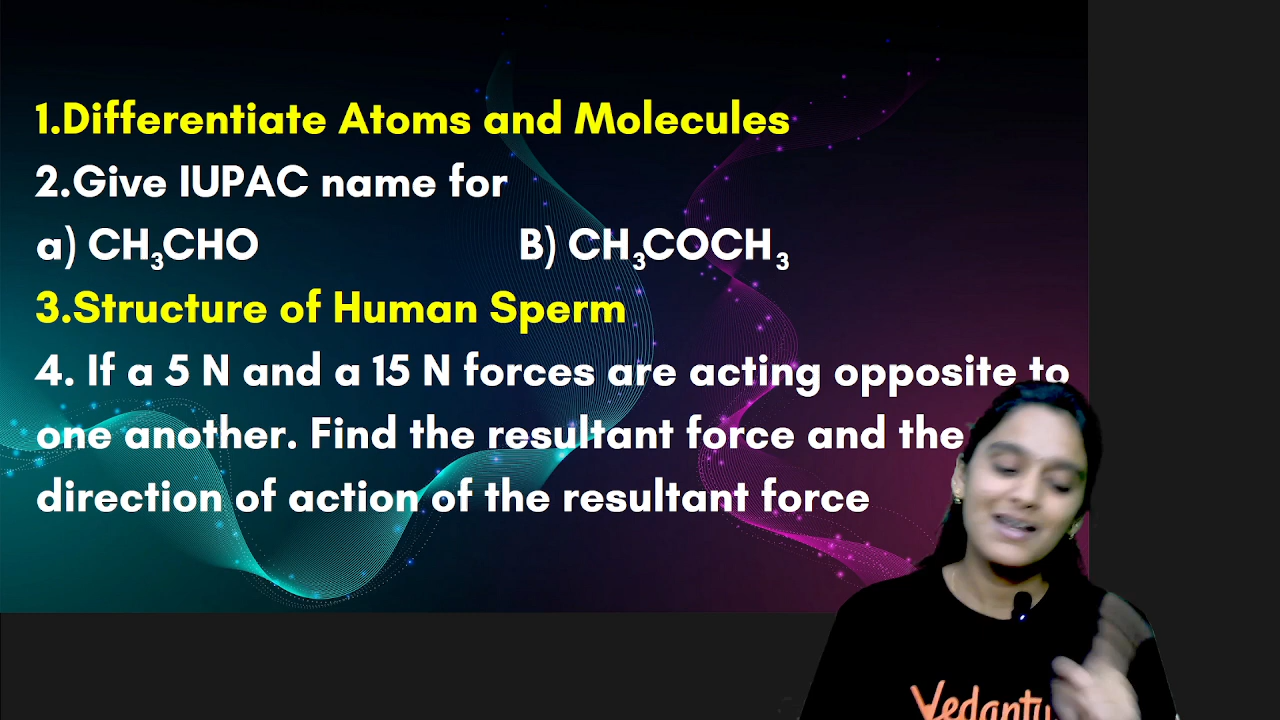 1.Differentiate Atoms and Molecules
2.Give IUPAC name for
a) CH₃CHO B) CH₃COCH₃
3.Structure of Human Sperm
4. If a 5 N and a 15 N forces are acting opposite to
one another. Find the resultant force and the
direction of action of the resultant force